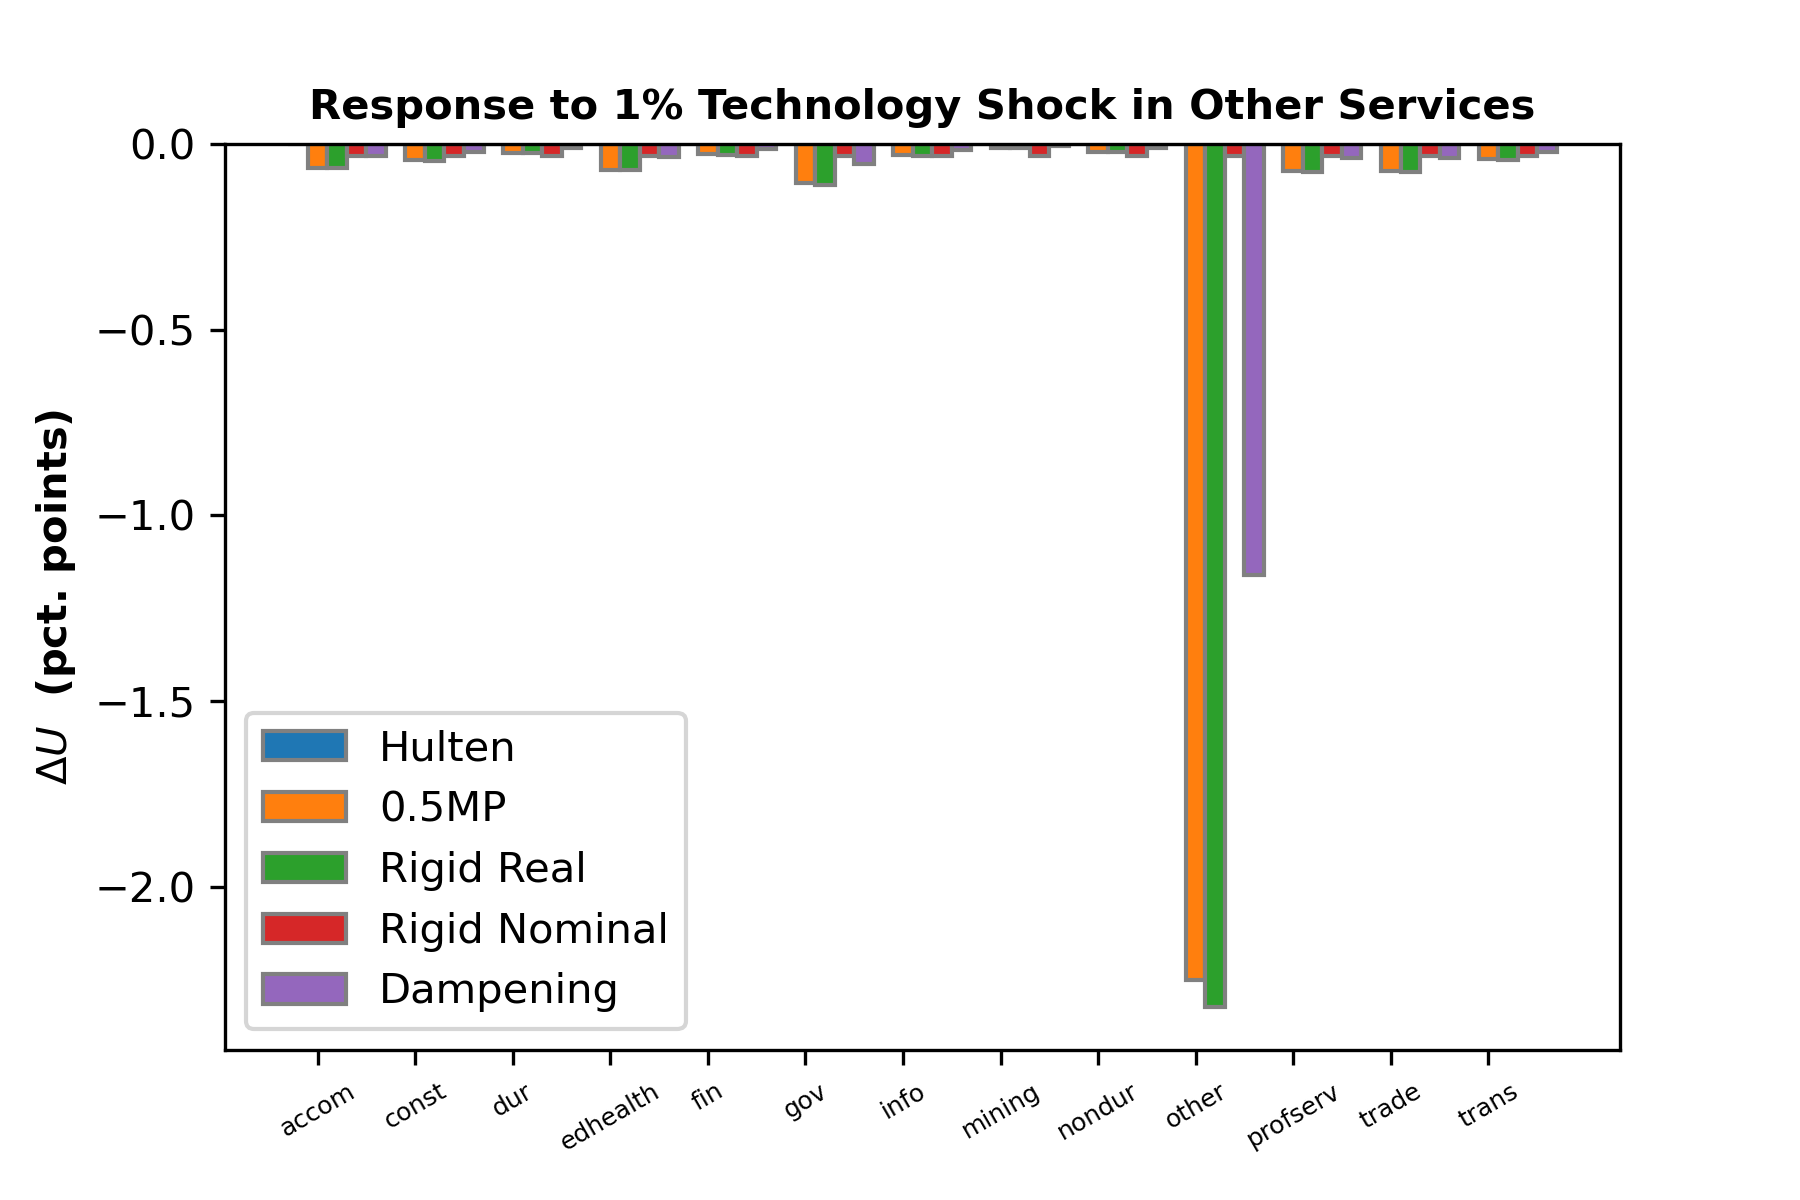 Response to 1% Technology Shock in Other Services
ΔU (pct. points)
0.0
−0.5
−1.0
−1.5
−2.0
Hulten
0.5MP
Rigid Real
Rigid Nominal
Dampening
accom const dur edhealth fin gov info mining nondur other profserv trade trans